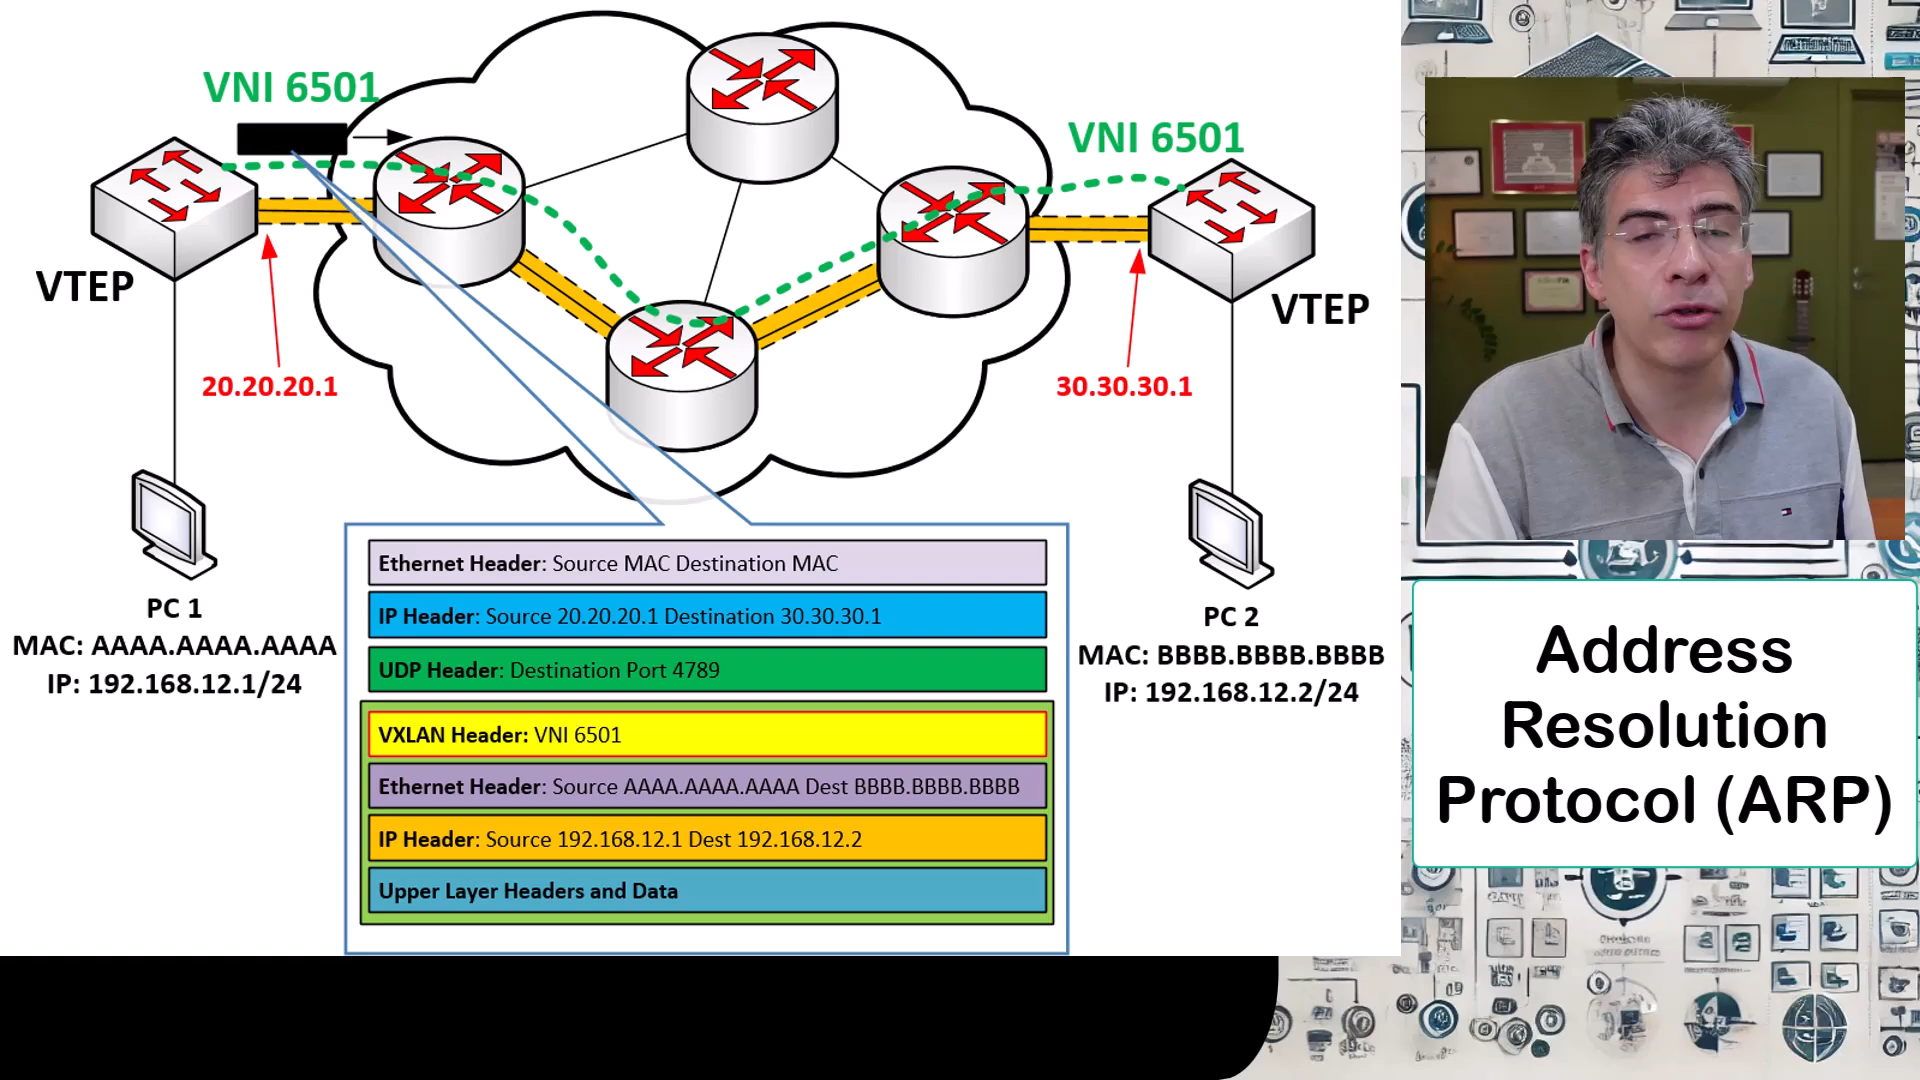 VNI 6501
VNI 6501
VTEP
VTEP
20.20.20.1
30.30.30.1
PC 1
MAC: AAAA.AAAA.AAAA
IP: 192.168.12.1/24
PC 2
MAC: BBBB.BBBB.BBBB
IP: 192.168.12.2/24
Ethernet Header: Source MAC Destination MAC
IP Header: Source 20.20.20.1 Destination 30.30.30.1
UDP Header: Destination Port 4789
VXLAN Header: VNI 6501
Ethernet Header: Source AAAA.AAAA.AAAA Dest BBBB.BBBB.BBBB
IP Header: Source 192.168.12.1 Dest 192.168.12.2
Upper Layer Headers and Data
Address
Resolution
Protocol (ARP)